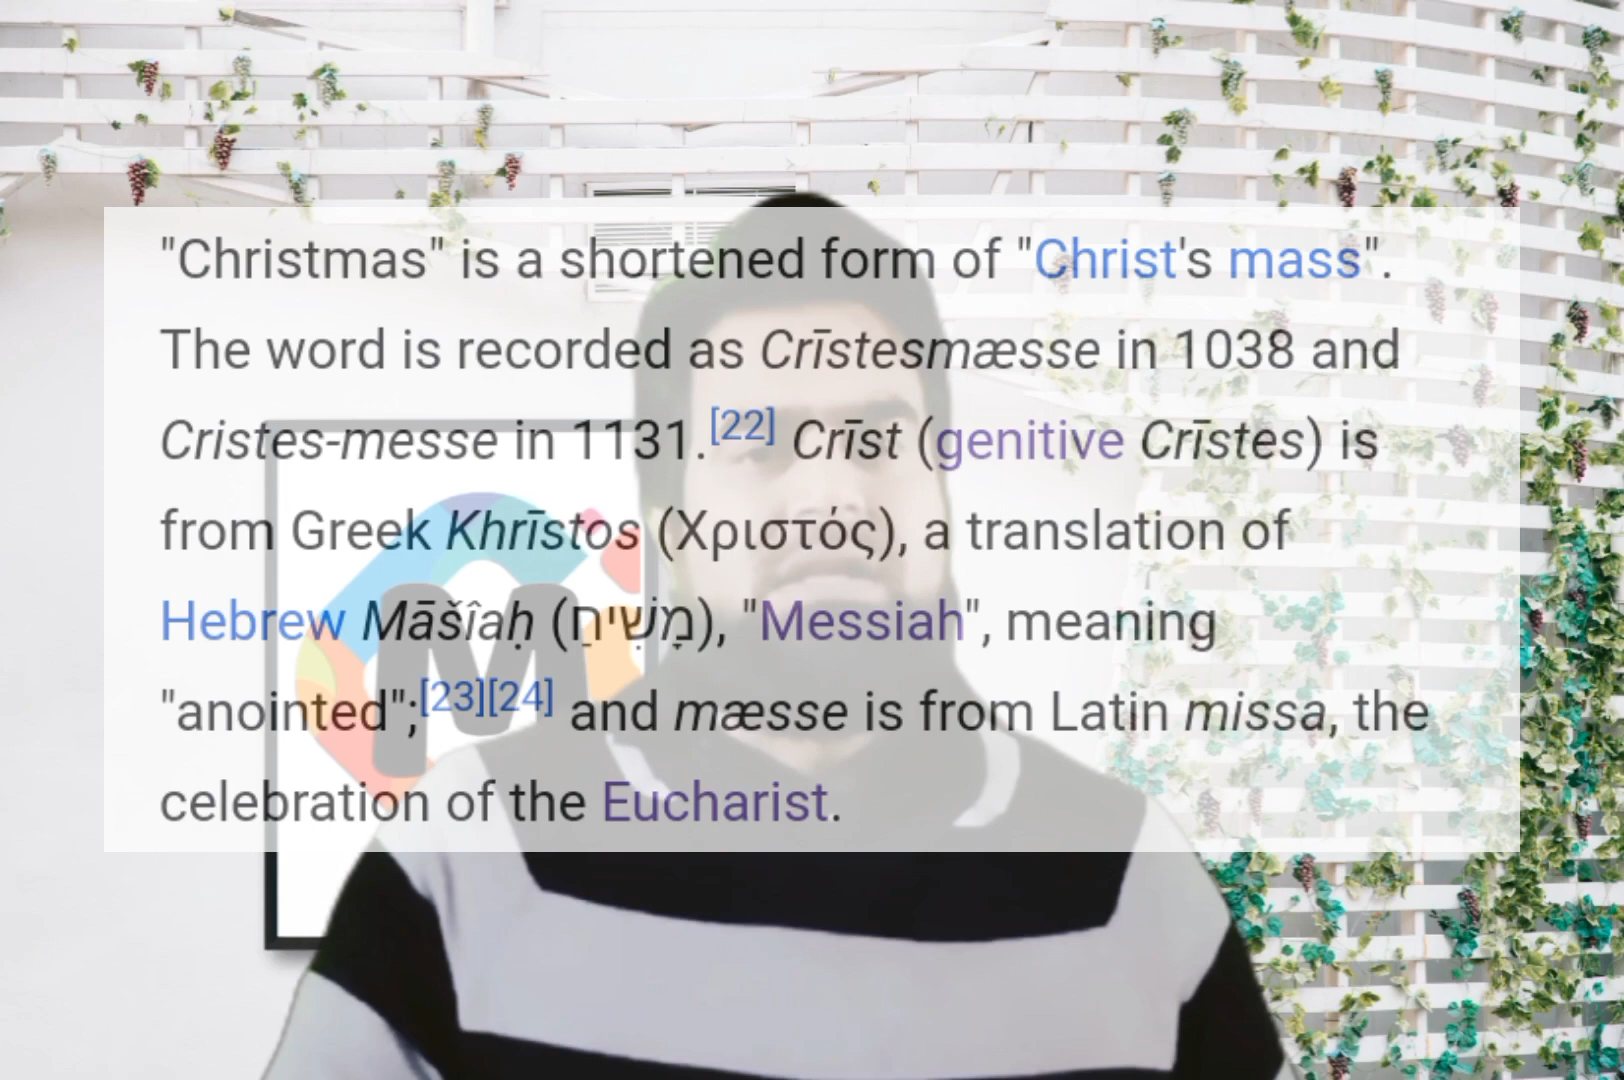 "Christmas" is a shortened form of "Christ's mass".
The word is recorded as Crīstesmæsse in 1038 and
Cristes-messe in 1131.[22] Crīst (genitive Crīstes) is
from Greek Khrīstos (Χριστός), a translation of
Hebrew Māšîaḥ (מָשִׁיחַ), "Messiah", meaning
"anointed";[23][24] and mæsse is from Latin missa, the
celebration of the Eucharist.
Mi